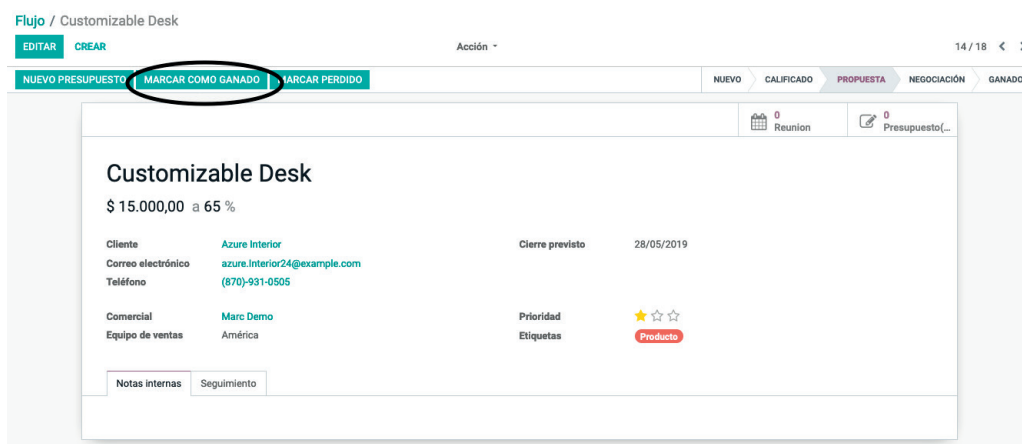 Flujo / Customizable Desk
EDITAR CREAR Acción 14 / 18
NUEVO PRESUPUESTO MARCAR COMO GANADO MARCAR PERDIDO NUEVO CALIFICADO PROPUESTA NEGOCIACIÓN GANADO
0 0
Reunion Presupuesto(...
Customizable Desk
$ 15.000,00 a 65 %
Cliente Azure Interior Cierre previsto 28/05/2019
Correo electrónico azure.Interior24@example.com
Teléfono (870)-931-0505
Comercial Marc Demo Prioridad
Equipo de ventas América Etiquetas Producto
Notas internas Seguimiento